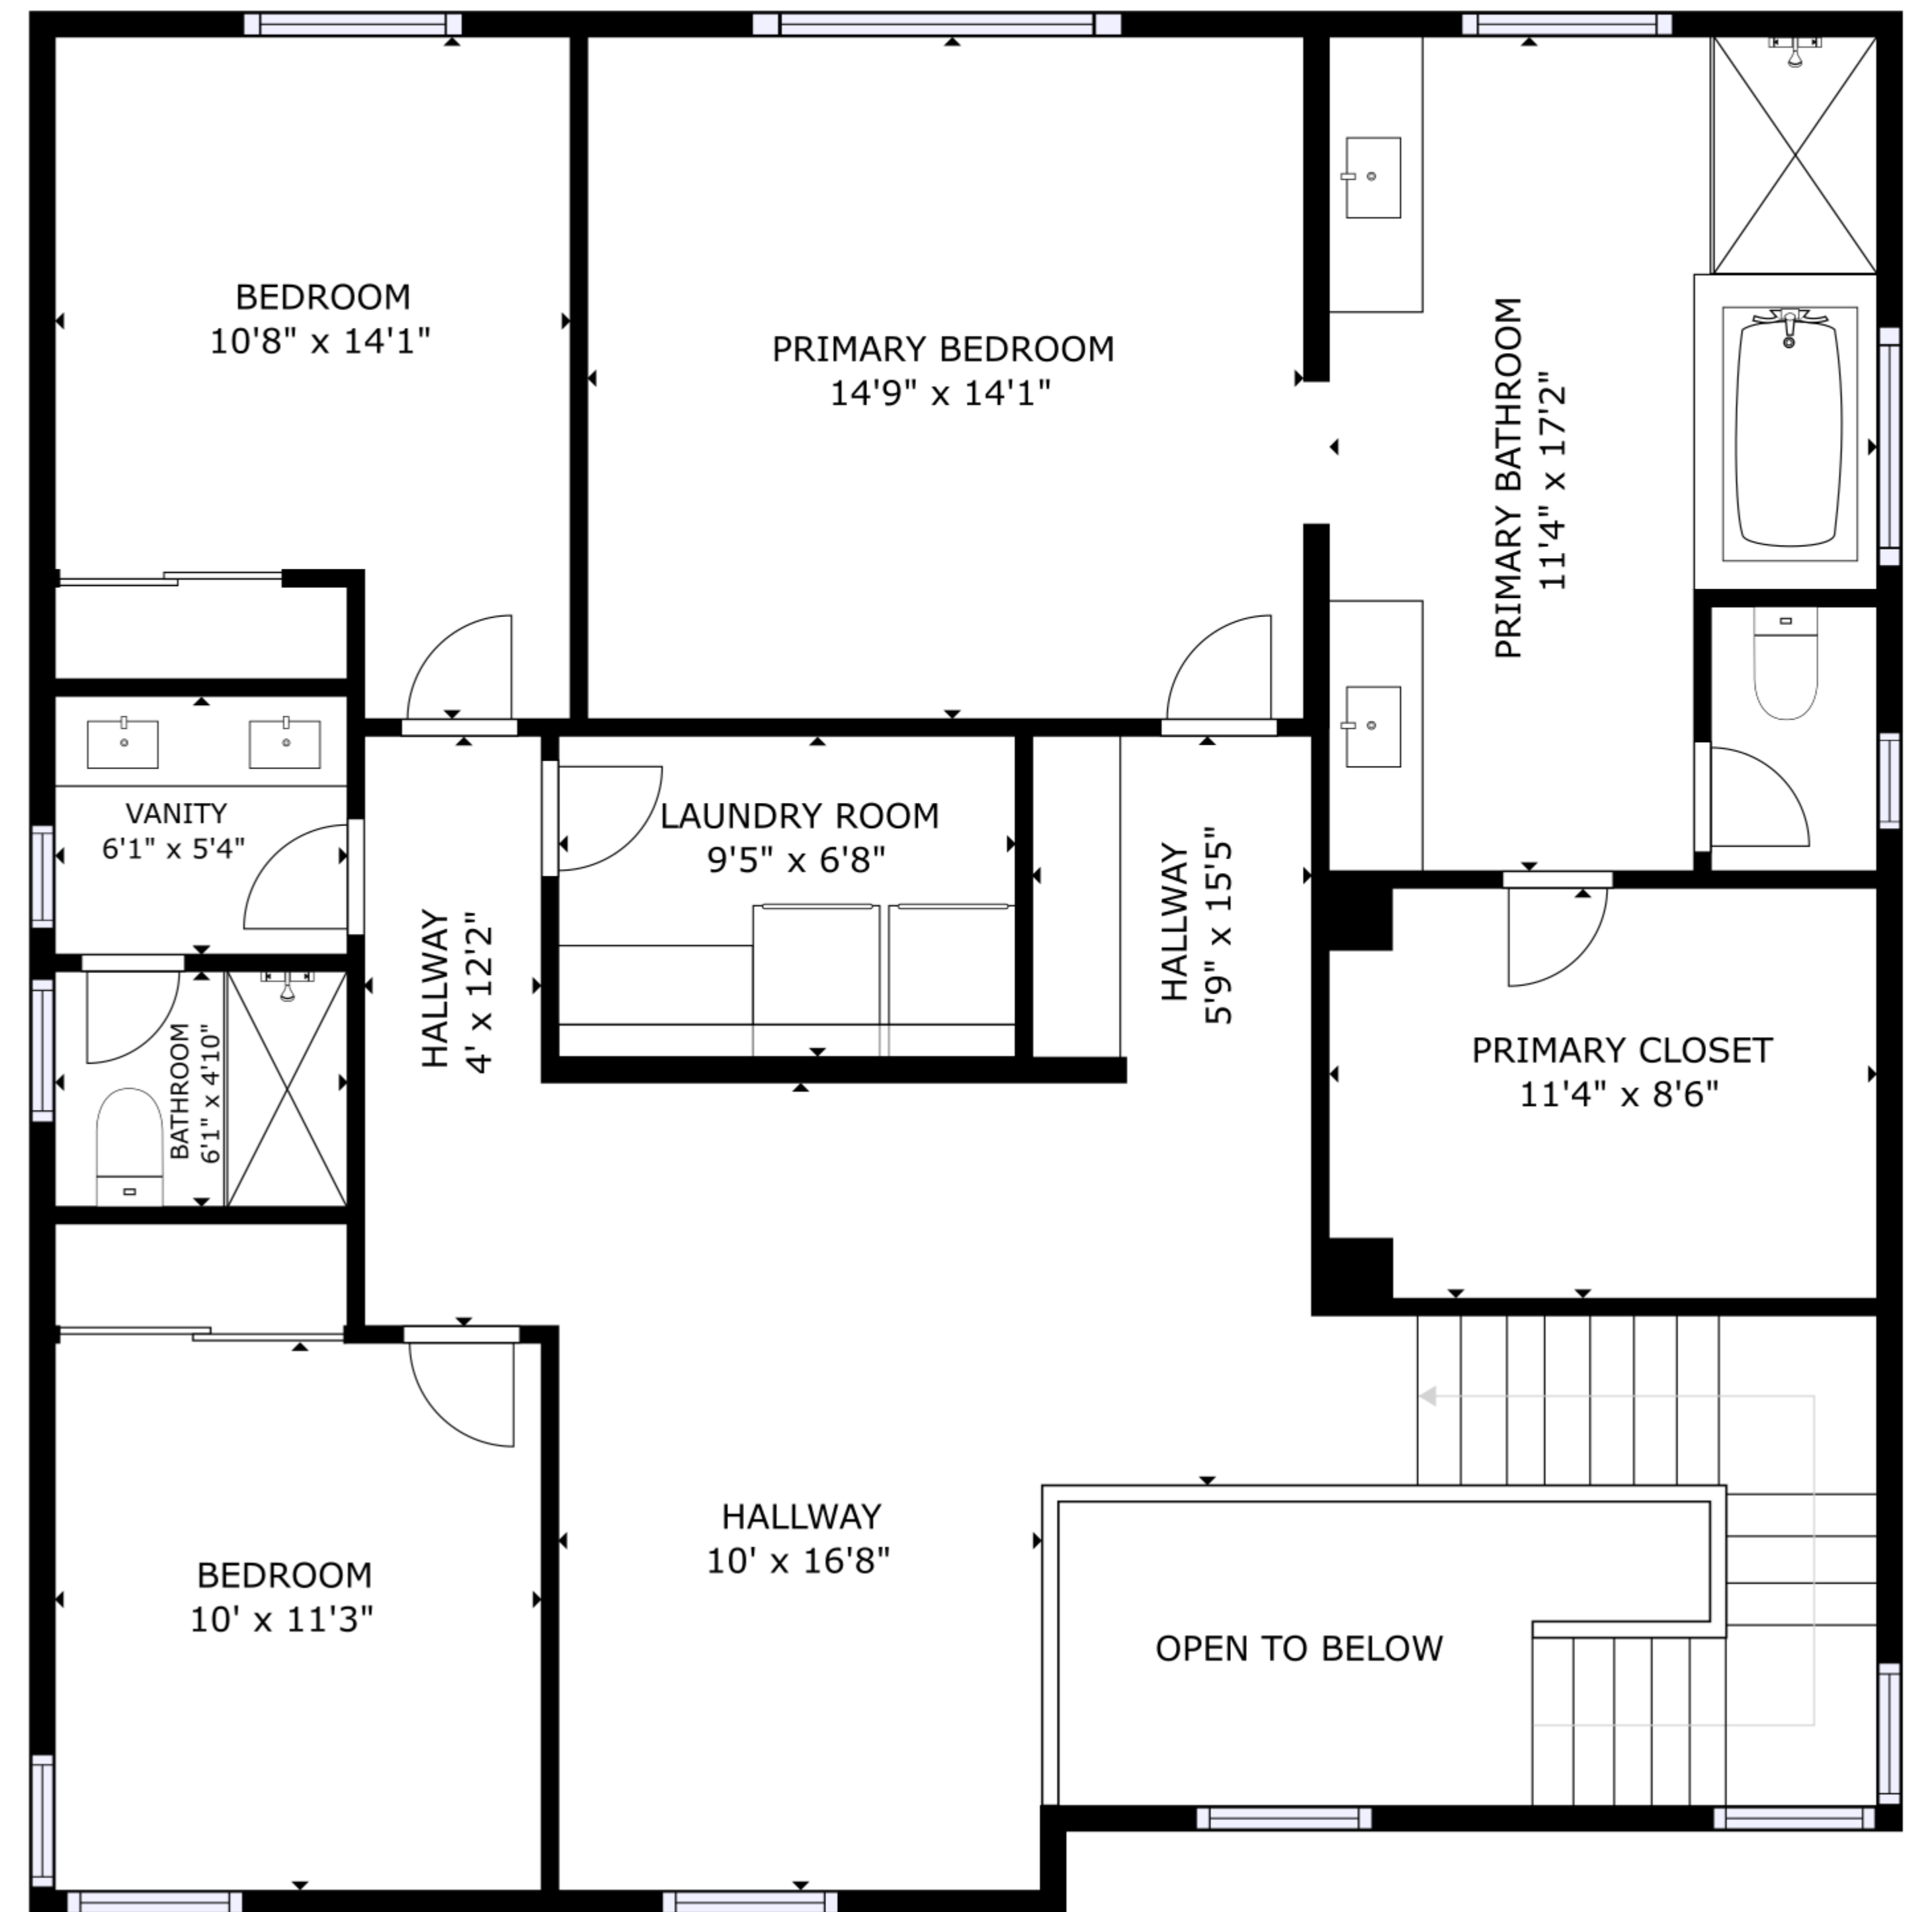 BEDROOM
10'8" x 14'1"
PRIMARY BEDROOM
14'9" x 14'1"
PRIMARY BATHROOM
11'4" x 17'2"
VANITY
6'1" x 5'4"
LAUNDRY ROOM
9'5" x 6'8"
HALLWAY
4' x 12'2"
HALLWAY
5'9" x 15'5"
BATHROOM
6'1" x 4'10"
PRIMARY CLOSET
11'4" x 8'6"
BEDROOM
10' x 11'3"
HALLWAY
10' x 16'8"
OPEN TO BELOW